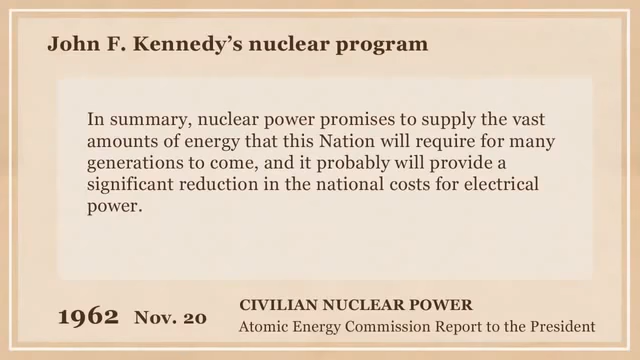 John F. Kennedy’s nuclear program
In summary, nuclear power promises to supply the vast
amounts of energy that this Nation will require for many
generations to come, and it probably will provide a
significant reduction in the national costs for electrical
power.
1962 Nov. 20
CIVILIAN NUCLEAR POWER
Atomic Energy Commission Report to the President